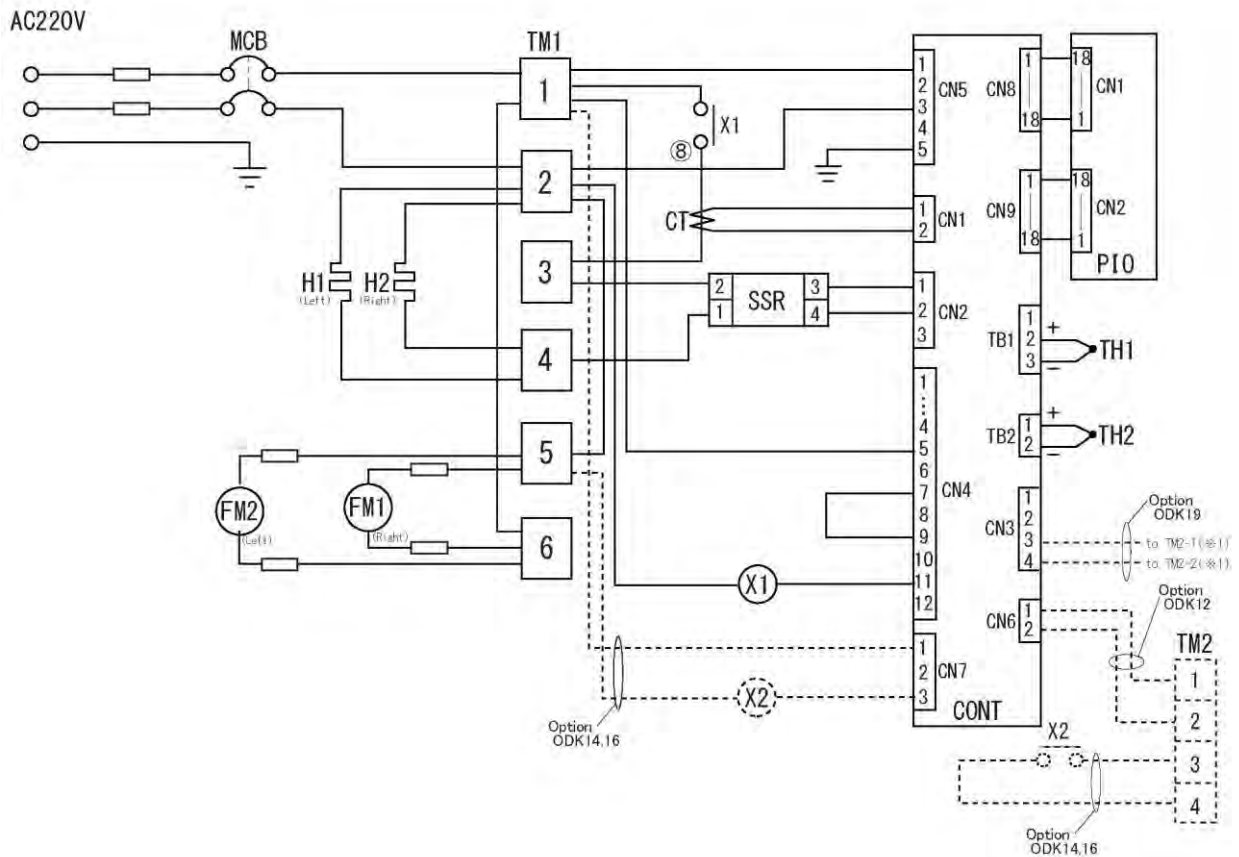 AC220V
MCB
TM1
1
2
3
4
5
6
H1
(Left)
H2
(Right)
FM2
(Left)
FM1
(Right)
X1
⑧
CT
2
1
SSR
3
4
X1
X2
Option
ODK14,16
1
2
3
4
5
CN5
1
2
CN1
1
2
3
CN2
1
4
5
6
7
8
9
10
11
12
CN4
1
2
3
CN7
CONT
CN8
1
18
CN9
1
18
18
1
CN1
18
1
CN2
PIO
TB1
1
2
3
+
-
TH1
TB2
1
2
+
-
TH2
CN3
1
2
3
4
Option
ODK19
to TM2-1(※1)
to TM2-2(※1)
CN6
1
2
Option
ODK12
TM2
1
2
3
4
X2
Option
ODK14,16